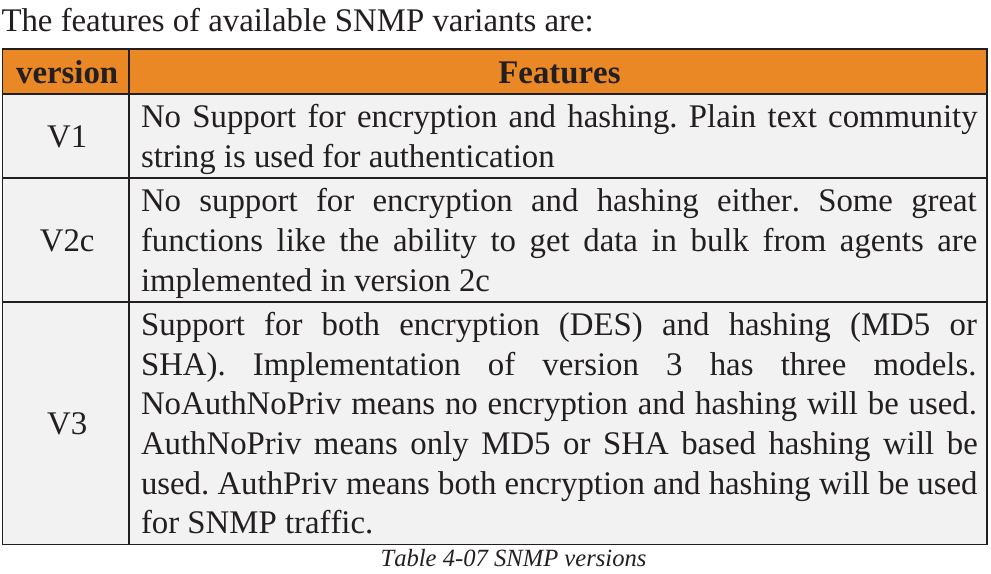 The features of available SNMP variants are:
version Features
V1
No Support for encryption and hashing. Plain text community
string is used for authentication
V2c
No support for encryption and hashing either. Some great
functions like the ability to get data in bulk from agents are
implemented in version 2c
V3
Support for both encryption (DES) and hashing (MD5 or
SHA). Implementation of version 3 has three models.
NoAuthNoPriv means no encryption and hashing will be used.
AuthNoPriv means only MD5 or SHA based hashing will be
used. AuthPriv means both encryption and hashing will be used
for SNMP traffic.
Table 4-07 SNMP versions